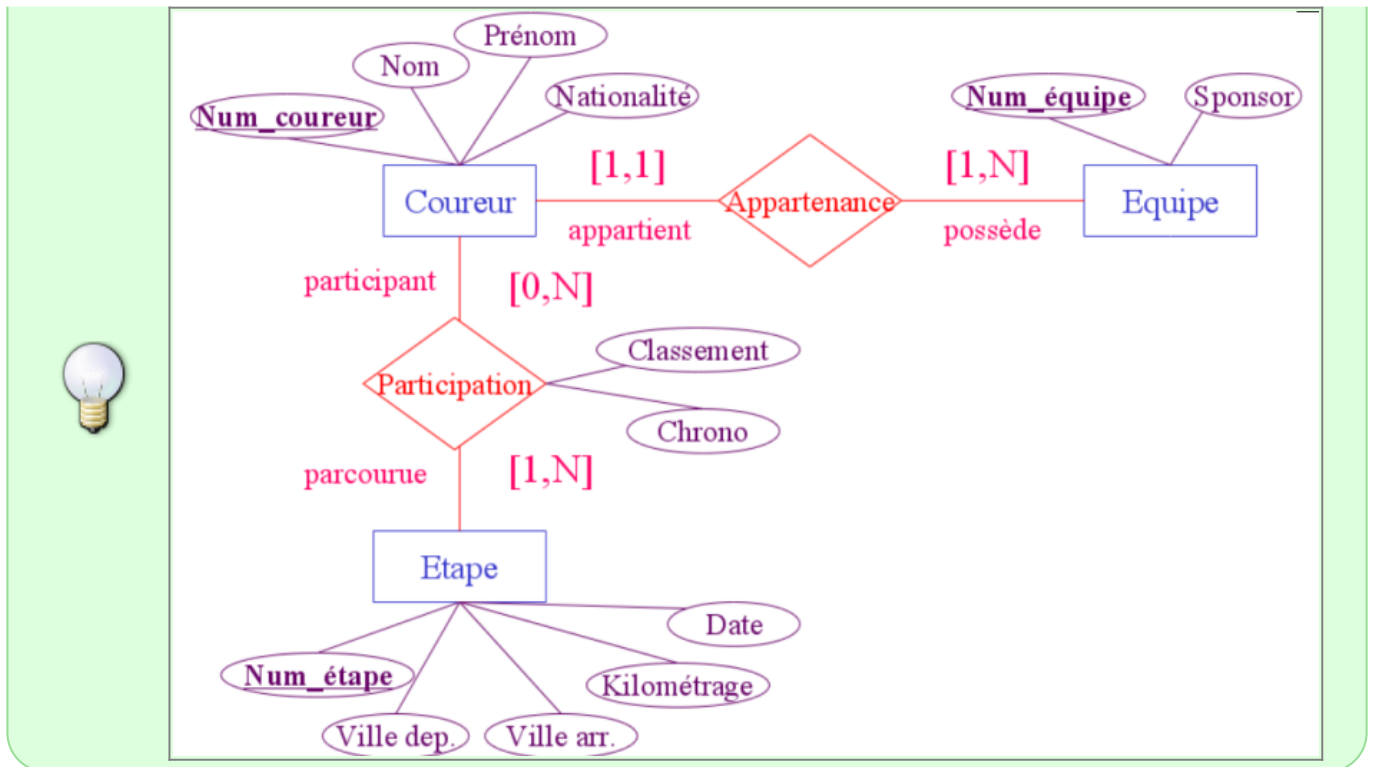 Prénom
Nom
Nationalité
Num_coureur
Num_équipe
Sponsor
[1,1]
[1,N]
Coureur
Appartenance
Equipe
appartient
possède
participant
[0,N]
Classement
Participation
Chrono
parcourue
[1,N]
Etape
Date
Num_étape
Kilométrage
Ville dep.
Ville arr.